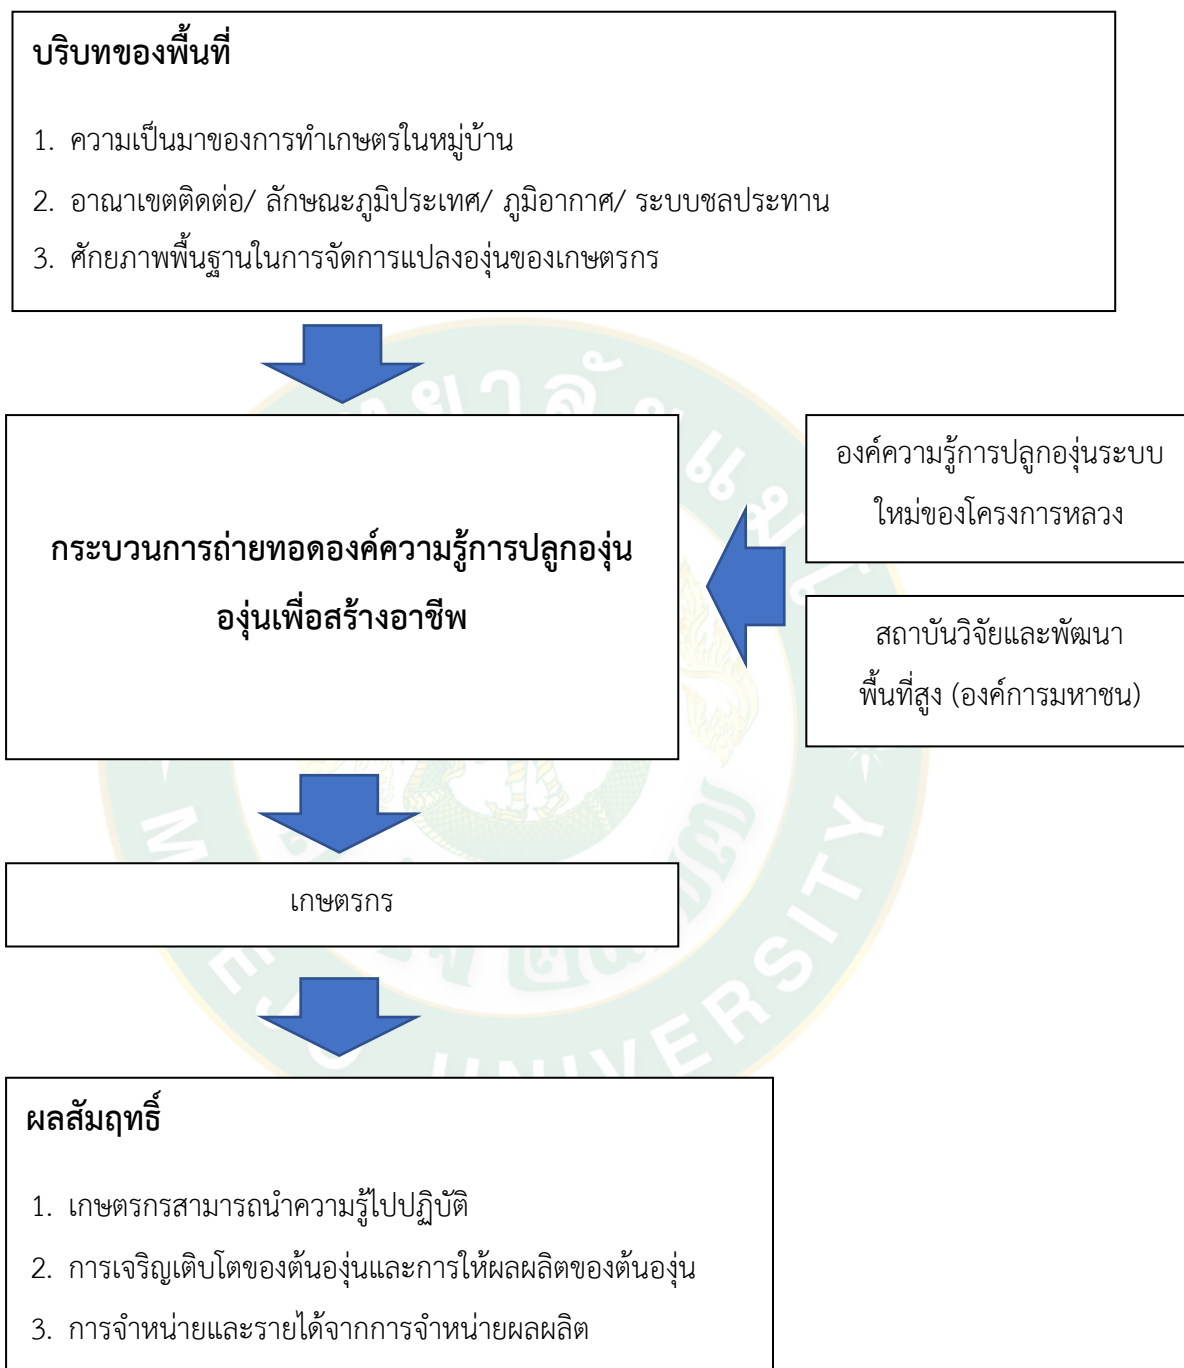 บริบทของพื้นที่
1. ความเป็นมาของการทำเกษตรในหมู่บ้าน
2. อาณาเขตติดต่อ/ ลักษณะภูมิประเทศ/ ภูมิอากาศ/ ระบบชลประทาน
3. ศักยภาพพื้นฐานในการจัดการแปลงองุ่นของเกษตรกร
กระบวนการถ่ายทอดองค์ความรู้การปลูกองุ่น
องุ่นเพื่อสร้างอาชีพ
องค์ความรู้การปลูกองุ่นระบบ
ใหม่ของโครงการหลวง
สถาบันวิจัยและพัฒนา
พื้นที่สูง (องค์การมหาชน)
เกษตรกร
ผลสัมฤทธิ์
1. เกษตรกรสามารถนำความรู้ไปปฏิบัติ
2. การเจริญเติบโตของต้นองุ่นและการให้ผลผลิตของต้นองุ่น
3. การจำหน่ายและรายได้จากการจำหน่ายผลผลิต
UNIVERSITY